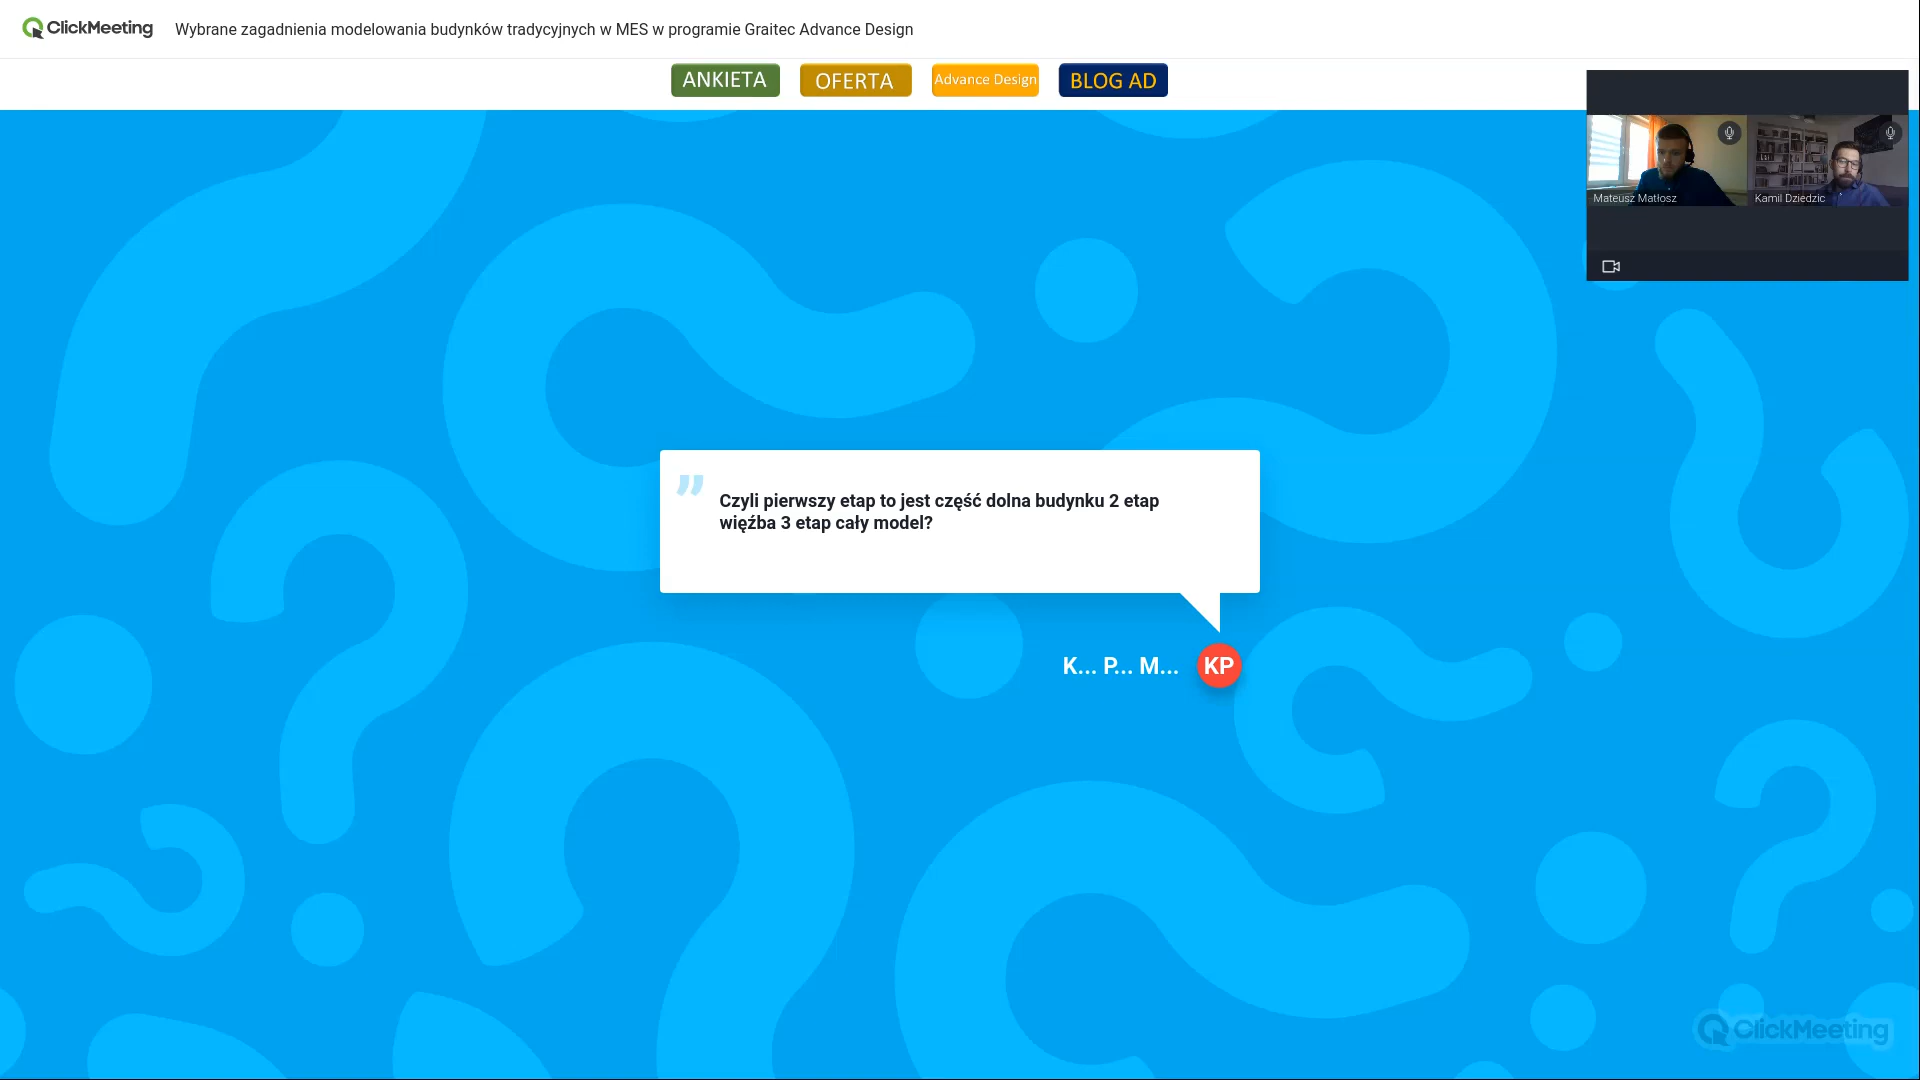 ClickMeeting
Wybrane zagadnienia modelowania budynków tradycyjnych w MES w programie Graitec Advance Design
ANKIETA
OFERTA
Advance Design
BLOG AD
Mateusz Matłosz
Kamil Dziedzic
Czyli pierwszy etap to jest część dolna budynku 2 etap
więźba 3 etap cały model?
K... P... M...
KP
ClickMeeting